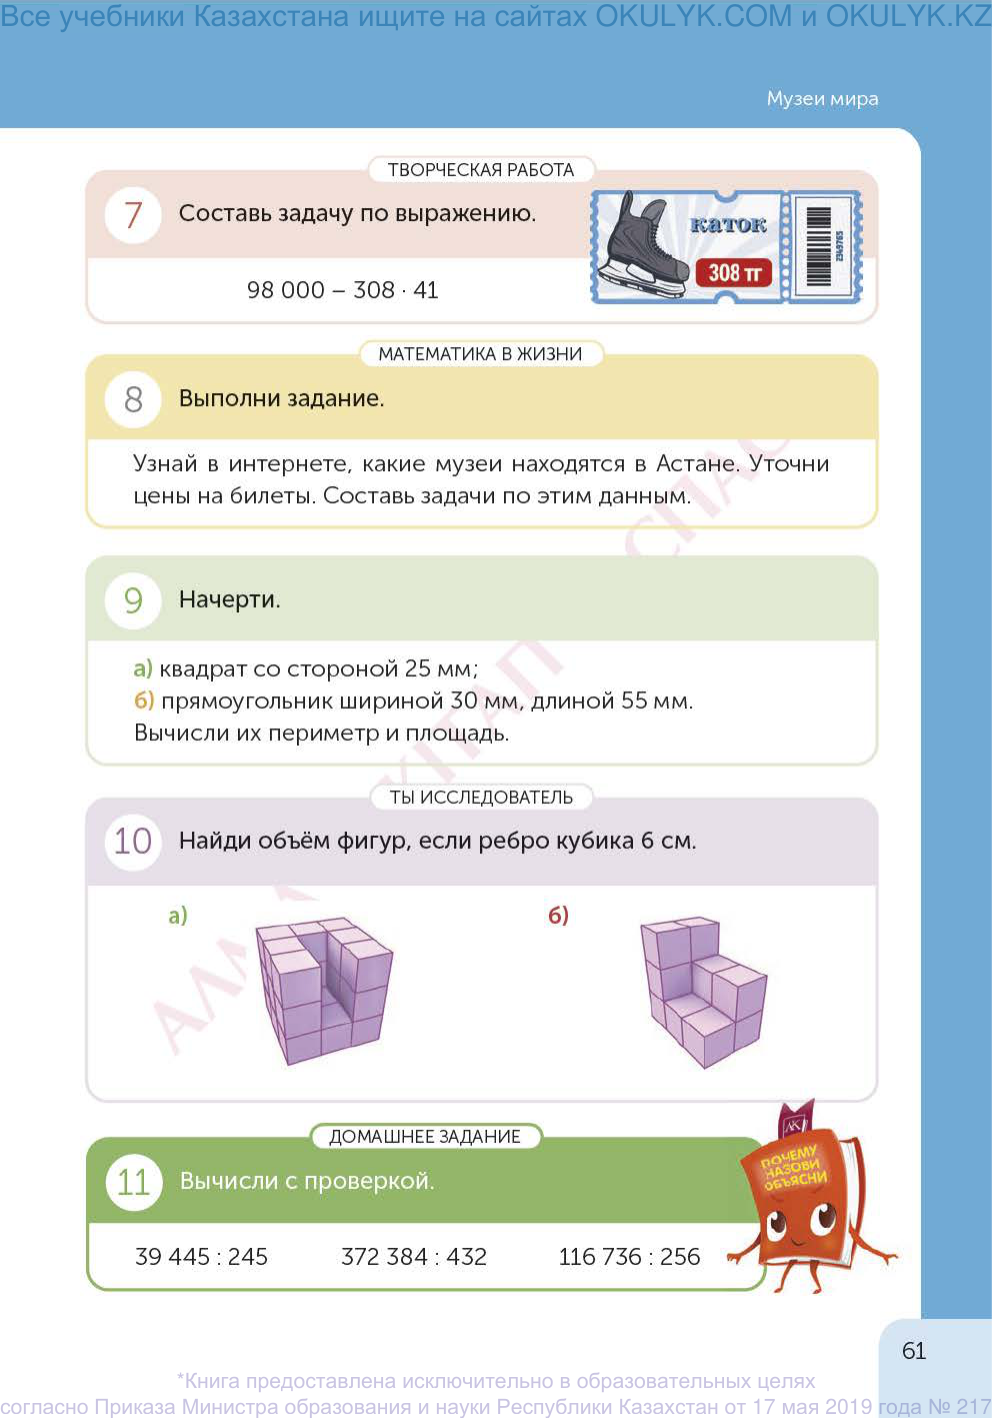 Все учебники Казахстана ищите на сайтах OKULYK.COM и OKULYK.KZ
Музеи мира
ТВОРЧЕСКАЯ РАБОТА
7 Составь задачу по выражению.
98 000 – 308 · 41
каток
308 тг
2349765
МАТЕМАТИКА В ЖИЗНИ
8 Выполни задание.
Узнай в интернете, какие музеи находятся в Астане. Уточни
цены на билеты. Составь задачи по этим данным.
9 Начерти.
а) квадрат со стороной 25 мм;
б) прямоугольник шириной 30 мм, длиной 55 мм.
Вычисли их периметр и площадь.
ТЫ ИССЛЕДОВАТЕЛЬ
10 Найди объём фигур, если ребро кубика 6 см.
а) б)
ДОМАШНЕЕ ЗАДАНИЕ
11 Вычисли с проверкой.
39 445 : 245 372 384 : 432 116 736 : 256
ПОЧЕМУ
НАЗОВИ
ОБЪЯСНИ
61
*Книга предоставлена исключительно в образовательных целях
согласно Приказа Министра образования и науки Республики Казахстан от 17 мая 2019 года № 217